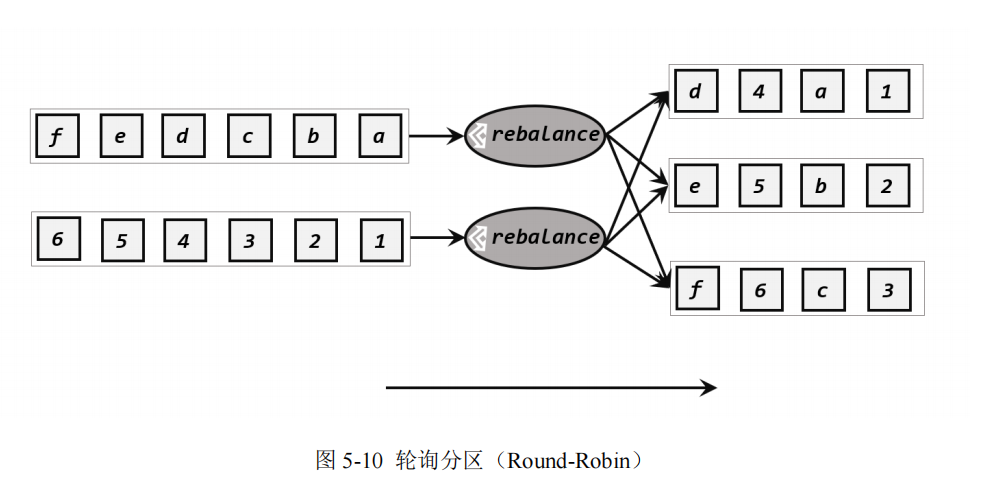 d 4 a 1
f e d c b a
rebalance
e 5 b 2
6 5 4 3 2 1
rebalance
f 6 c 3
图 5-10 轮询分区（Round-Robin）